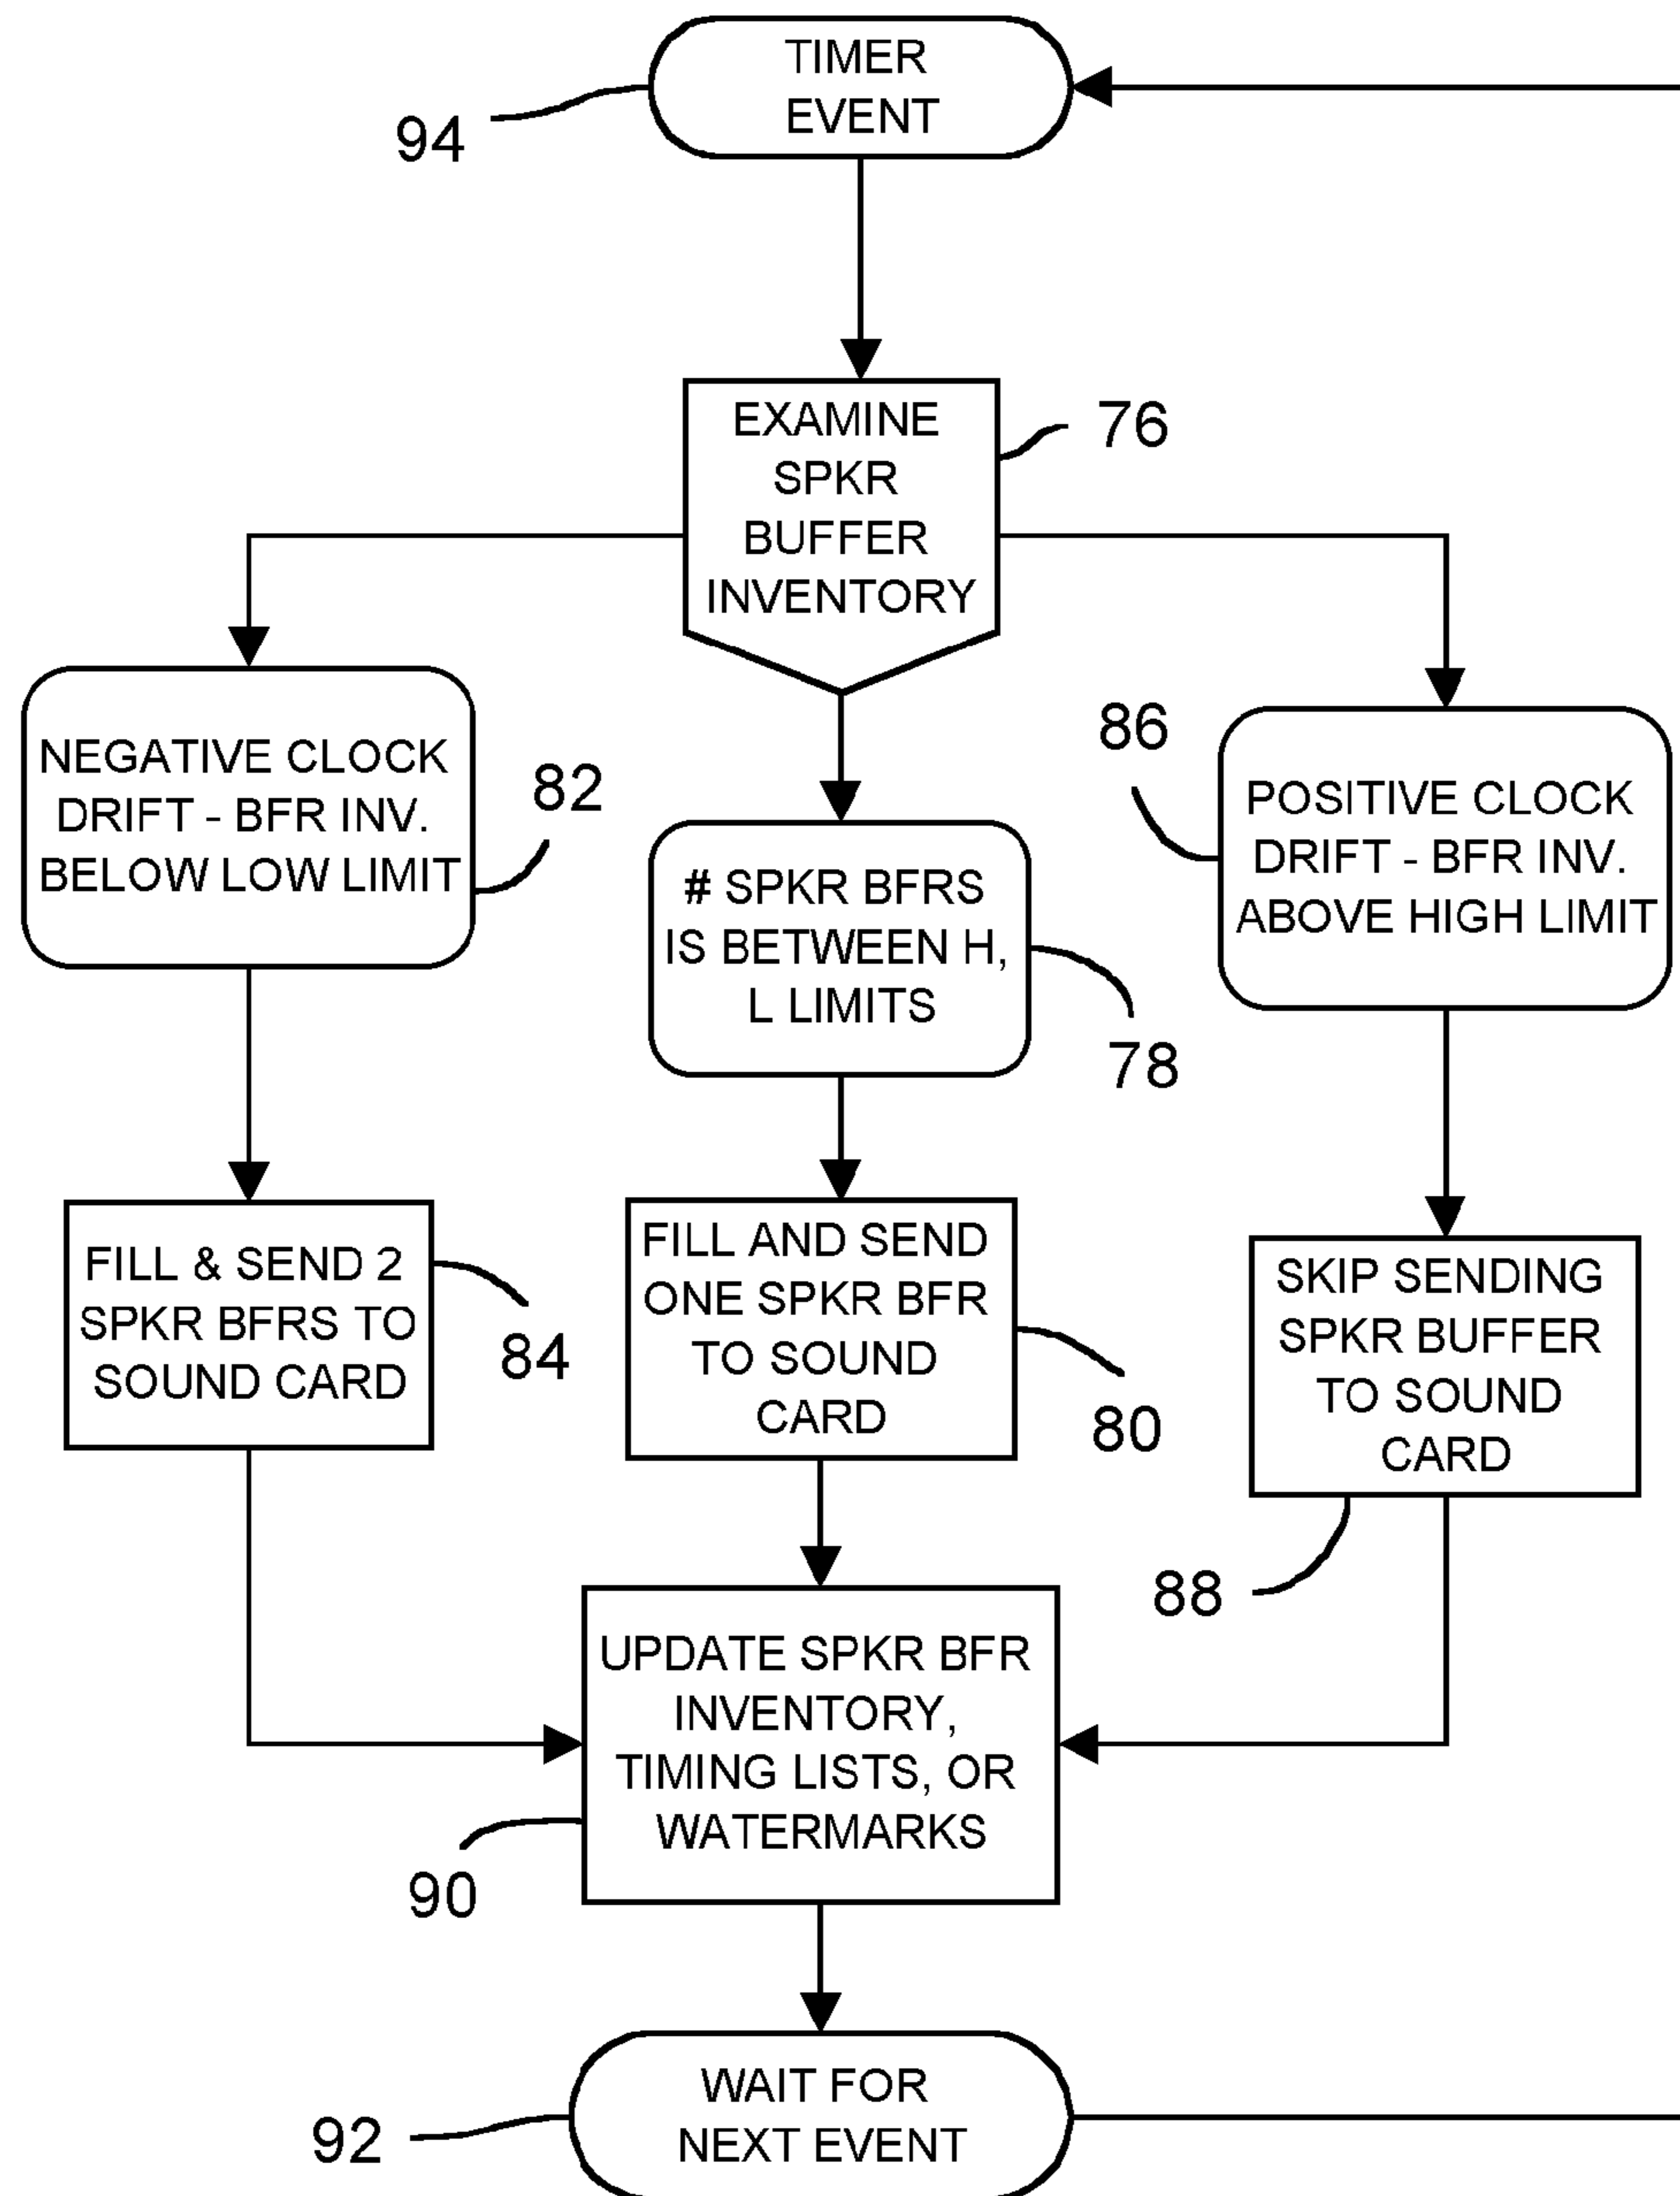 TIMER
EVENT
94
EXAMINE
SPKR
BUFFER
INVENTORY
76
NEGATIVE CLOCK
DRIFT - BFR INV.
BELOW LOW LIMIT
82
# SPKR BFRS
IS BETWEEN H,
L LIMITS
78
86
POSITIVE CLOCK
DRIFT - BFR INV.
ABOVE HIGH LIMIT
FILL & SEND 2
SPKR BFRS TO
SOUND CARD
84
FILL AND SEND
ONE SPKR BFR
TO SOUND
CARD
80
SKIP SENDING
SPKR BUFFER
TO SOUND
CARD
88
UPDATE SPKR BFR
INVENTORY,
TIMING LISTS, OR
WATERMARKS
90
WAIT FOR
NEXT EVENT
92